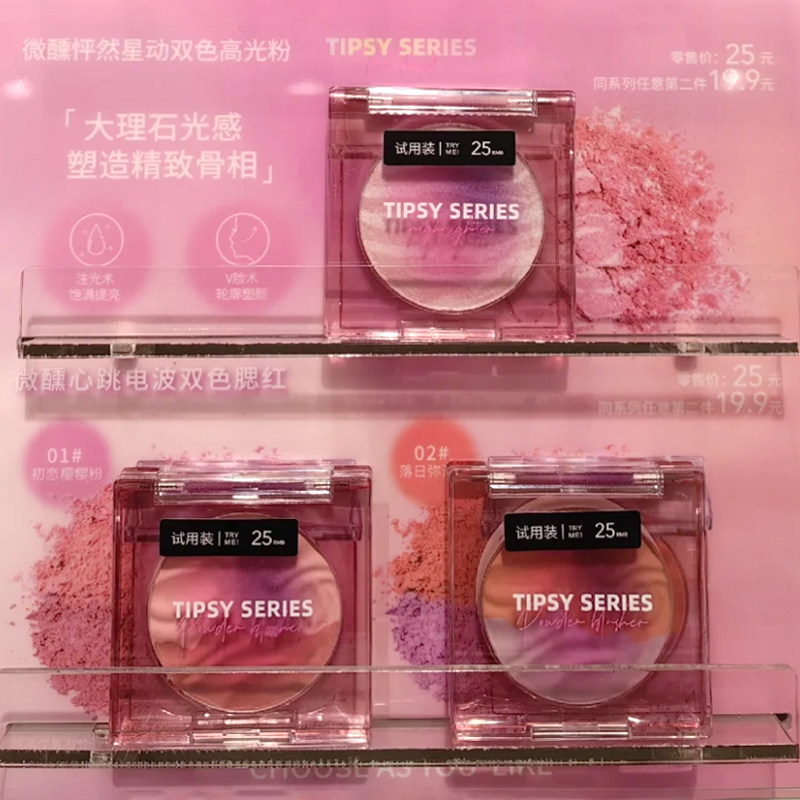 微醺怦然星动双色高光粉
TIPSY SERIES
零售价：25元
同系列任意第二件19.9元
「大理石光感
塑造精致骨相」
注光术
饱满提亮
V脸术
轮廓塑颜
试用装 TRY ME! 25RMB
TIPSY SERIES
微醺心跳电波双色腮红
零售价：25元
同系列任意第二件19.9元
01#
初恋樱樱粉
02#
落日弥
试用装 TRY ME! 25RMB
TIPSY SERIES
Powder blusher
试用装 TRY ME! 25RMB
TIPSY SERIES
Powder blusher
CHOOSE AS YOU LIKE